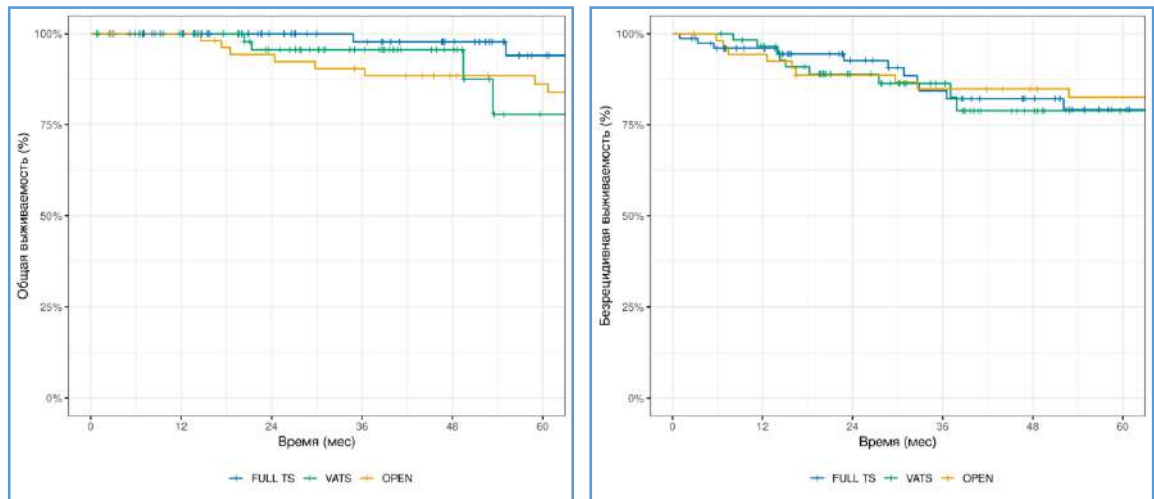 Общая выживаемость (%)
100%
75%
50%
25%
0%
0 12 24 36 48 60
Время (мес)
FULL TS VATS OPEN
Безрецидивная выживаемость (%)
100%
75%
50%
25%
0%
0 12 24 36 48 60
Время (мес)
FULL TS VATS OPEN